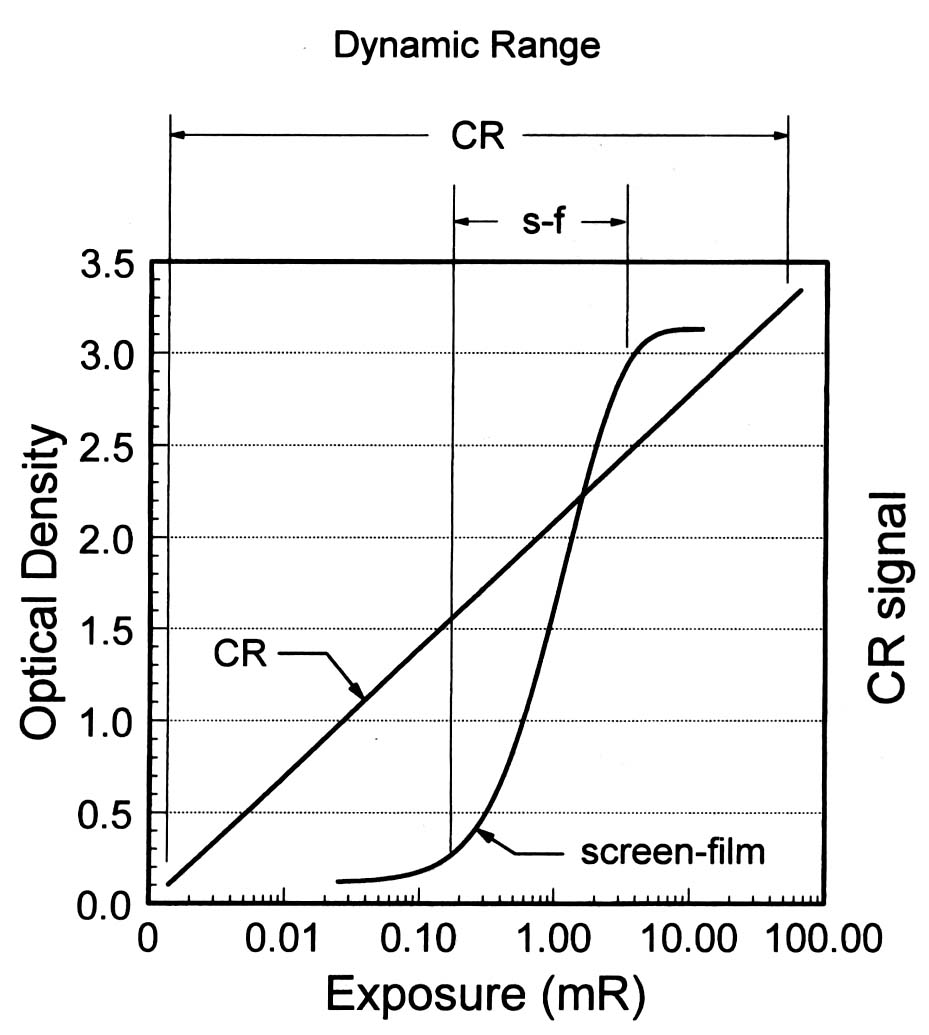 Dynamic Range
CR
s-f
3.5
3.0
2.5
2.0
1.5
1.0
0.5
0.0
Optical Density
CR
screen-film
CR signal
0 0.01 0.10 1.00 10.00 100.00
Exposure (mR)